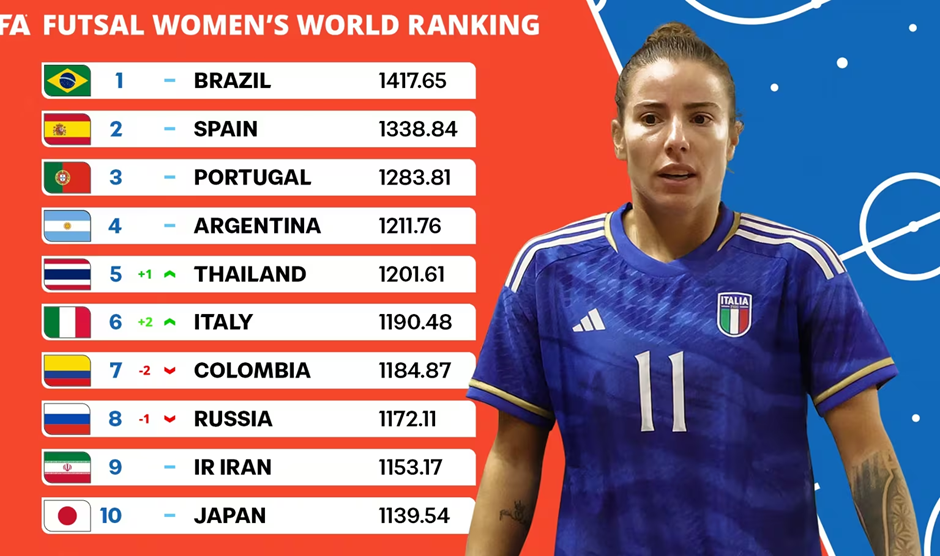 FA FUTSAL WOMEN'S WORLD RANKING
1 - BRAZIL 1417.65
2 - SPAIN 1338.84
3 - PORTUGAL 1283.81
4 - ARGENTINA 1211.76
5 +1 THAILAND 1201.61
6 +2 ITALY 1190.48
7 -2 COLOMBIA 1184.87
8 -1 RUSSIA 1172.11
9 - IR IRAN 1153.17
10 - JAPAN 1139.54
ITALIA
11